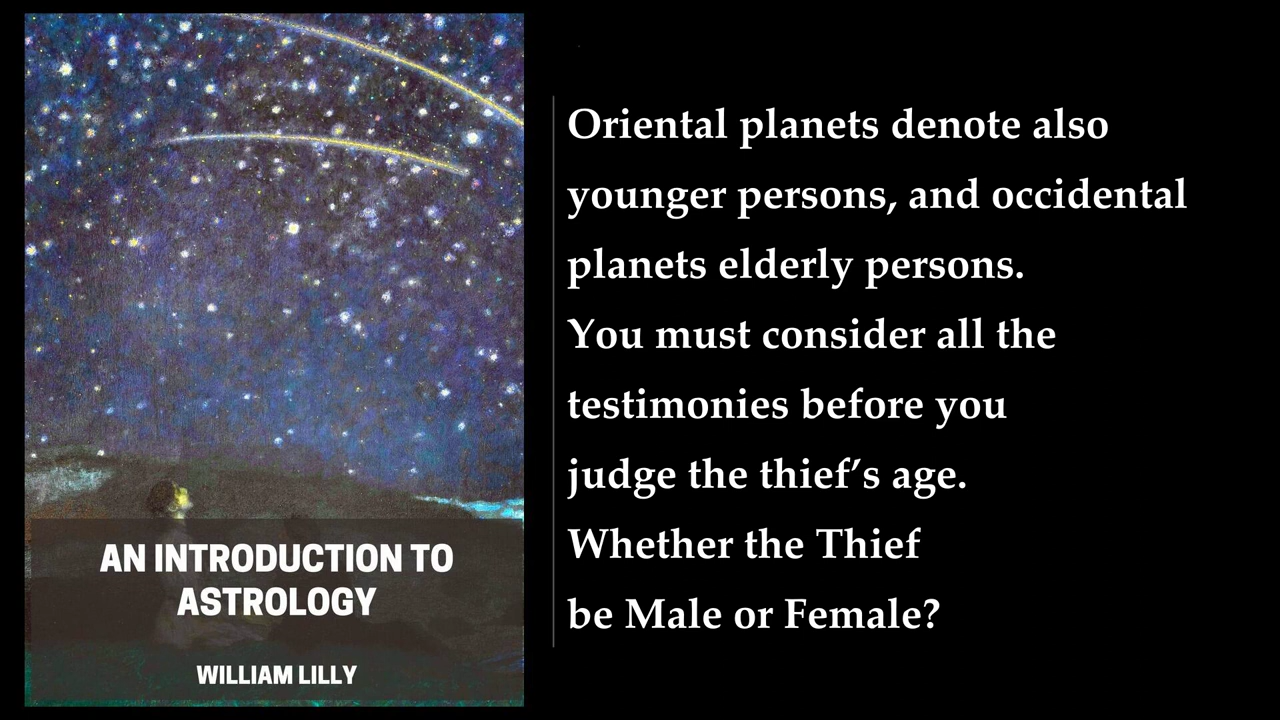 AN INTRODUCTION TO
ASTROLOGY
WILLIAM LILLY
Oriental planets denote also
younger persons, and occidental
planets elderly persons.
You must consider all the
testimonies before you
judge the thief’s age.
Whether the Thief
be Male or Female?